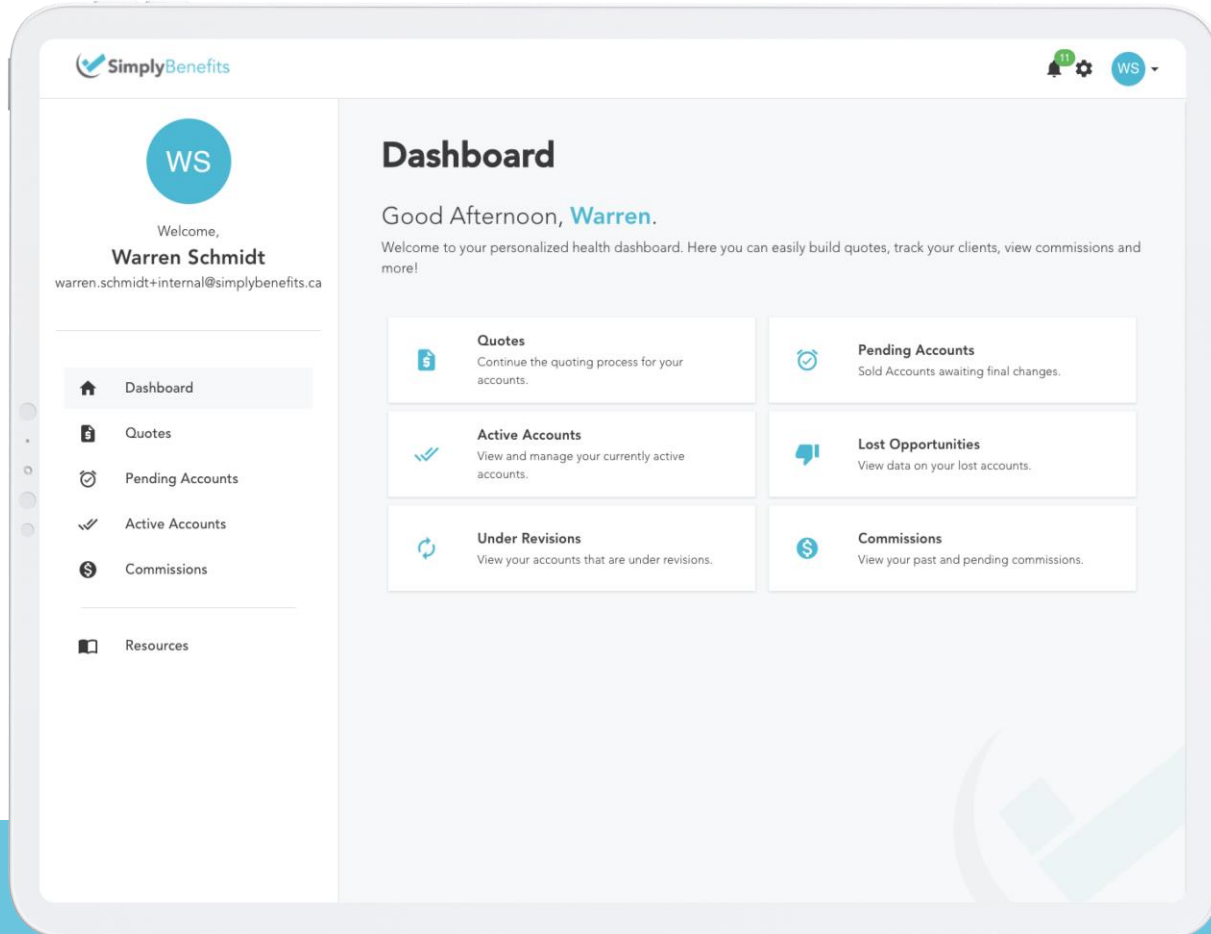 SimplyBenefits
11
WS
WS
Welcome,
Warren Schmidt
warren.schmidt+internal@simplybenefits.ca
Dashboard
Quotes
Pending Accounts
Active Accounts
Commissions
Resources
Dashboard
Good Afternoon, Warren.
Welcome to your personalized health dashboard. Here you can easily build quotes, track your clients, view commissions and
more!
Quotes
Continue the quoting process for your
accounts.
Pending Accounts
Sold Accounts awaiting final changes.
Active Accounts
View and manage your currently active
accounts.
Lost Opportunities
View data on your lost accounts.
Under Revisions
View your accounts that are under revisions.
Commissions
View your past and pending commissions.